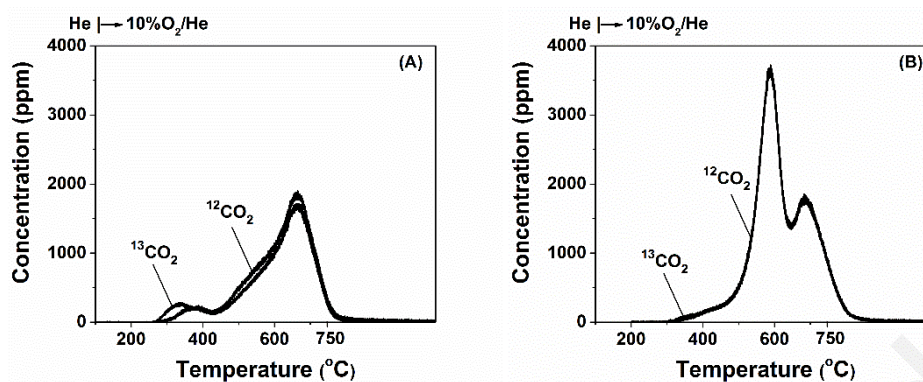 He |→ 10%O₂/He
4000
3000
2000
1000
0
Concentration (ppm)
(A)
¹²CO₂
¹³CO₂
200 400 600 750
Temperature (°C)
He |→ 10%O₂/He
4000
3000
2000
1000
0
Concentration (ppm)
(B)
¹²CO₂
¹³CO₂
200 400 600 750
Temperature (°C)